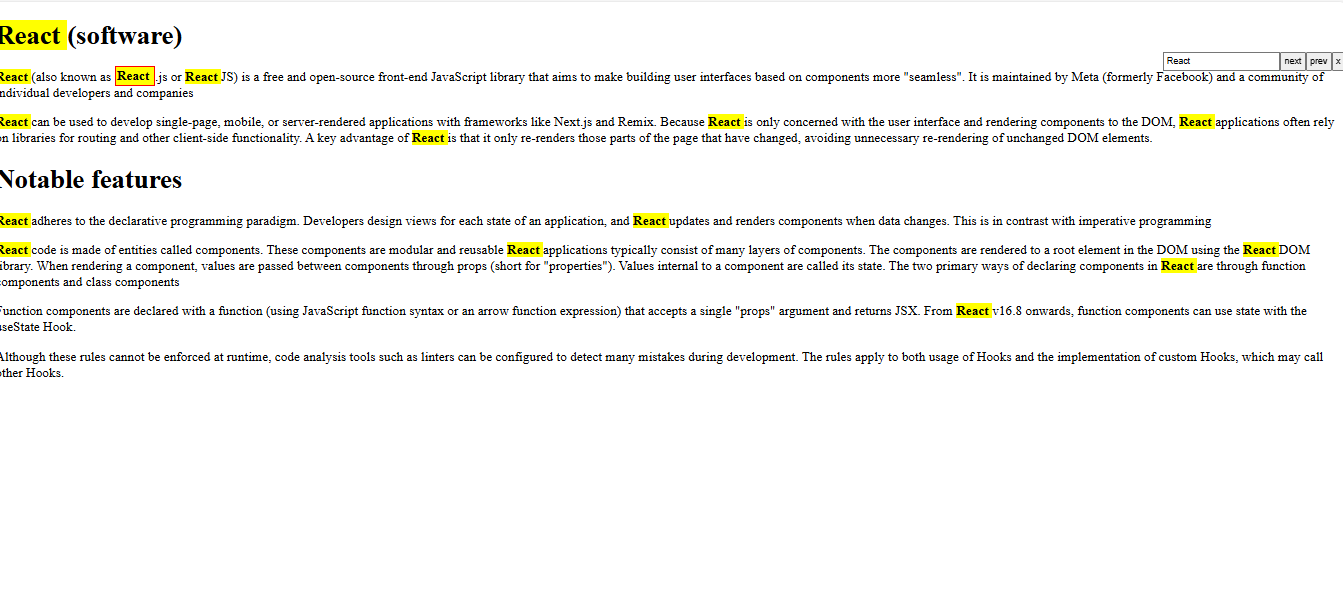 React (software)
React next prev x
React (also known as React .js or React JS) is a free and open-source front-end JavaScript library that aims to make building user interfaces based on components more "seamless". It is maintained by Meta (formerly Facebook) and a community of
individual developers and companies
React can be used to develop single-page, mobile, or server-rendered applications with frameworks like Next.js and Remix. Because React is only concerned with the user interface and rendering components to the DOM, React applications often rely
on libraries for routing and other client-side functionality. A key advantage of React is that it only re-renders those parts of the page that have changed, avoiding unnecessary re-rendering of unchanged DOM elements.
Notable features
React adheres to the declarative programming paradigm. Developers design views for each state of an application, and React updates and renders components when data changes. This is in contrast with imperative programming
React code is made of entities called components. These components are modular and reusable React applications typically consist of many layers of components. The components are rendered to a root element in the DOM using the React DOM
library. When rendering a component, values are passed between components through props (short for "properties"). Values internal to a component are called its state. The two primary ways of declaring components in React are through function
components and class components
Function components are declared with a function (using JavaScript function syntax or an arrow function expression) that accepts a single "props" argument and returns JSX. From React v16.8 onwards, function components can use state with the
useState Hook.
Although these rules cannot be enforced at runtime, code analysis tools such as linters can be configured to detect many mistakes during development. The rules apply to both usage of Hooks and the implementation of custom Hooks, which may call
other Hooks.